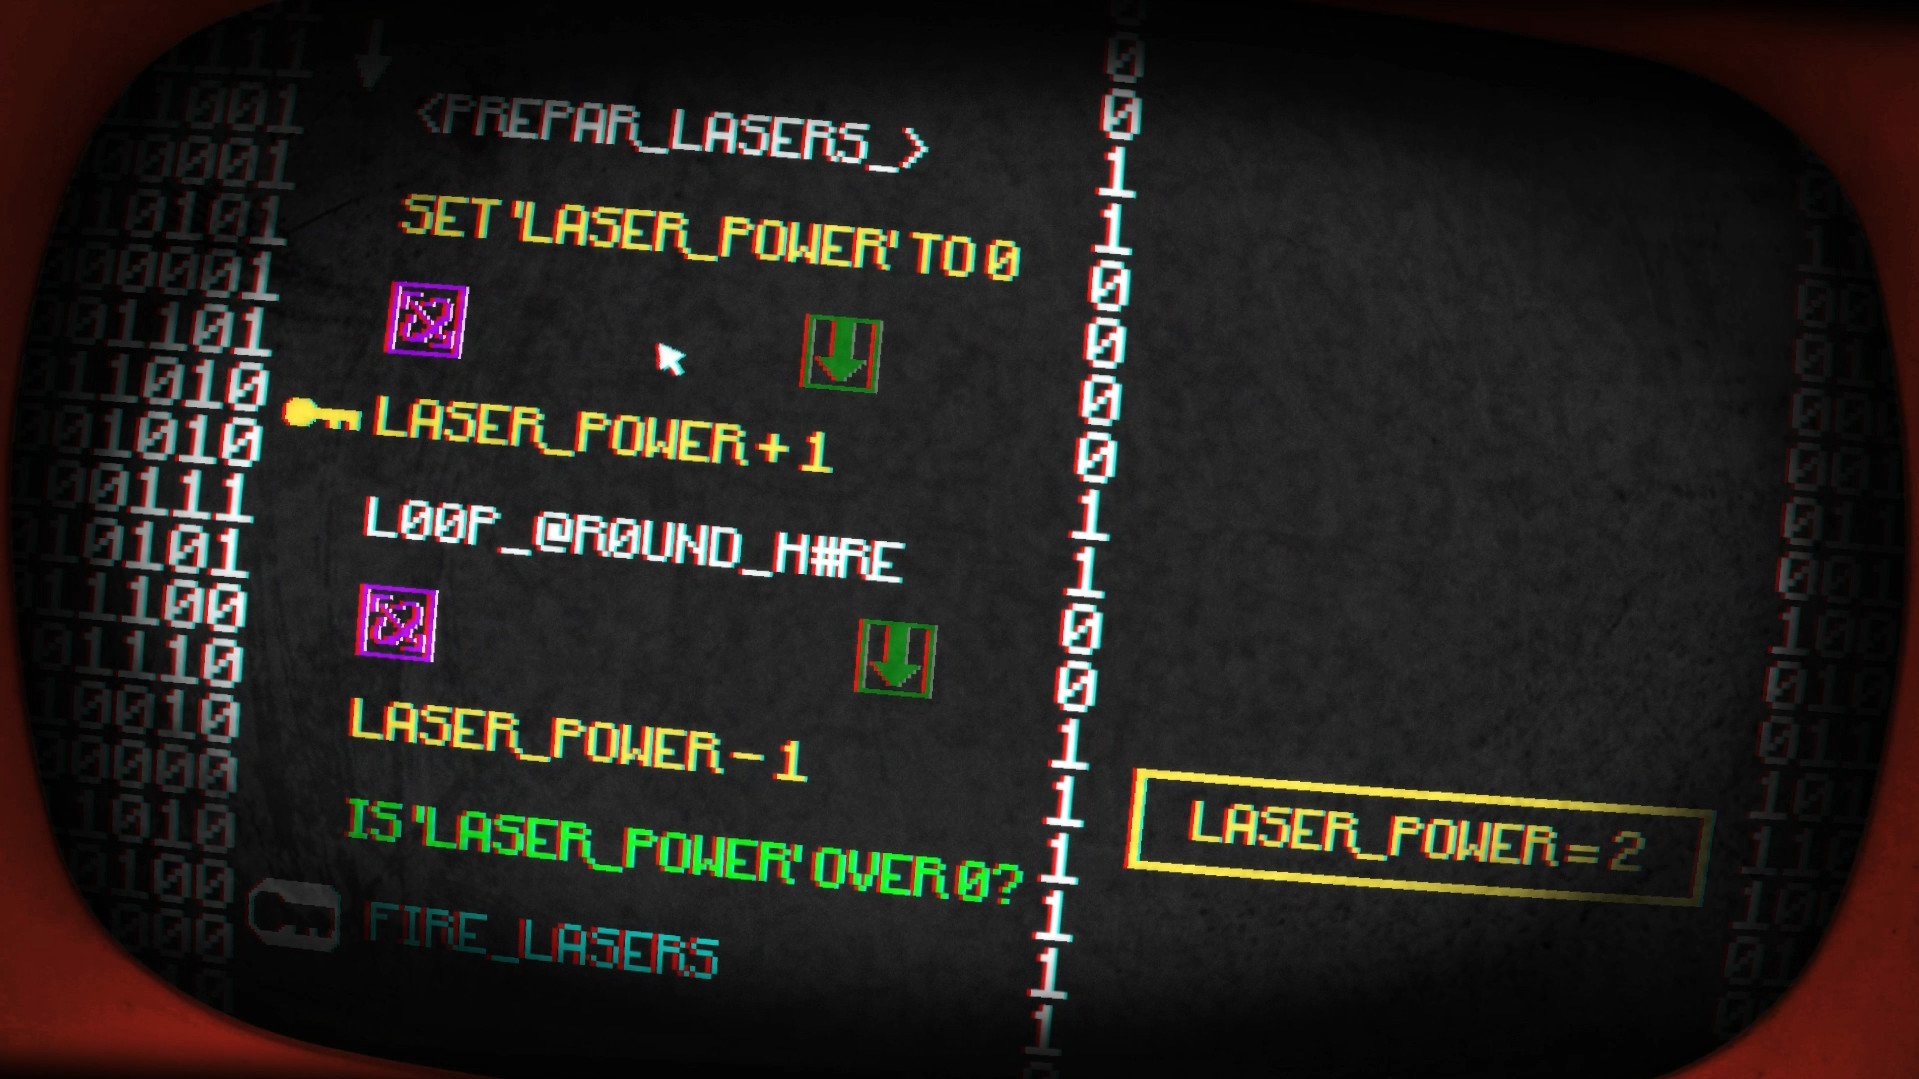 <PREPAR_LASERS_>
SET 'LASER_POWER' TO 0
LASER_POWER + 1
L00P_@R0UND_H#RE
LASER_POWER - 1
IS 'LASER_POWER' OVER 0?
FIRE_LASERS
LASER_POWER = 2